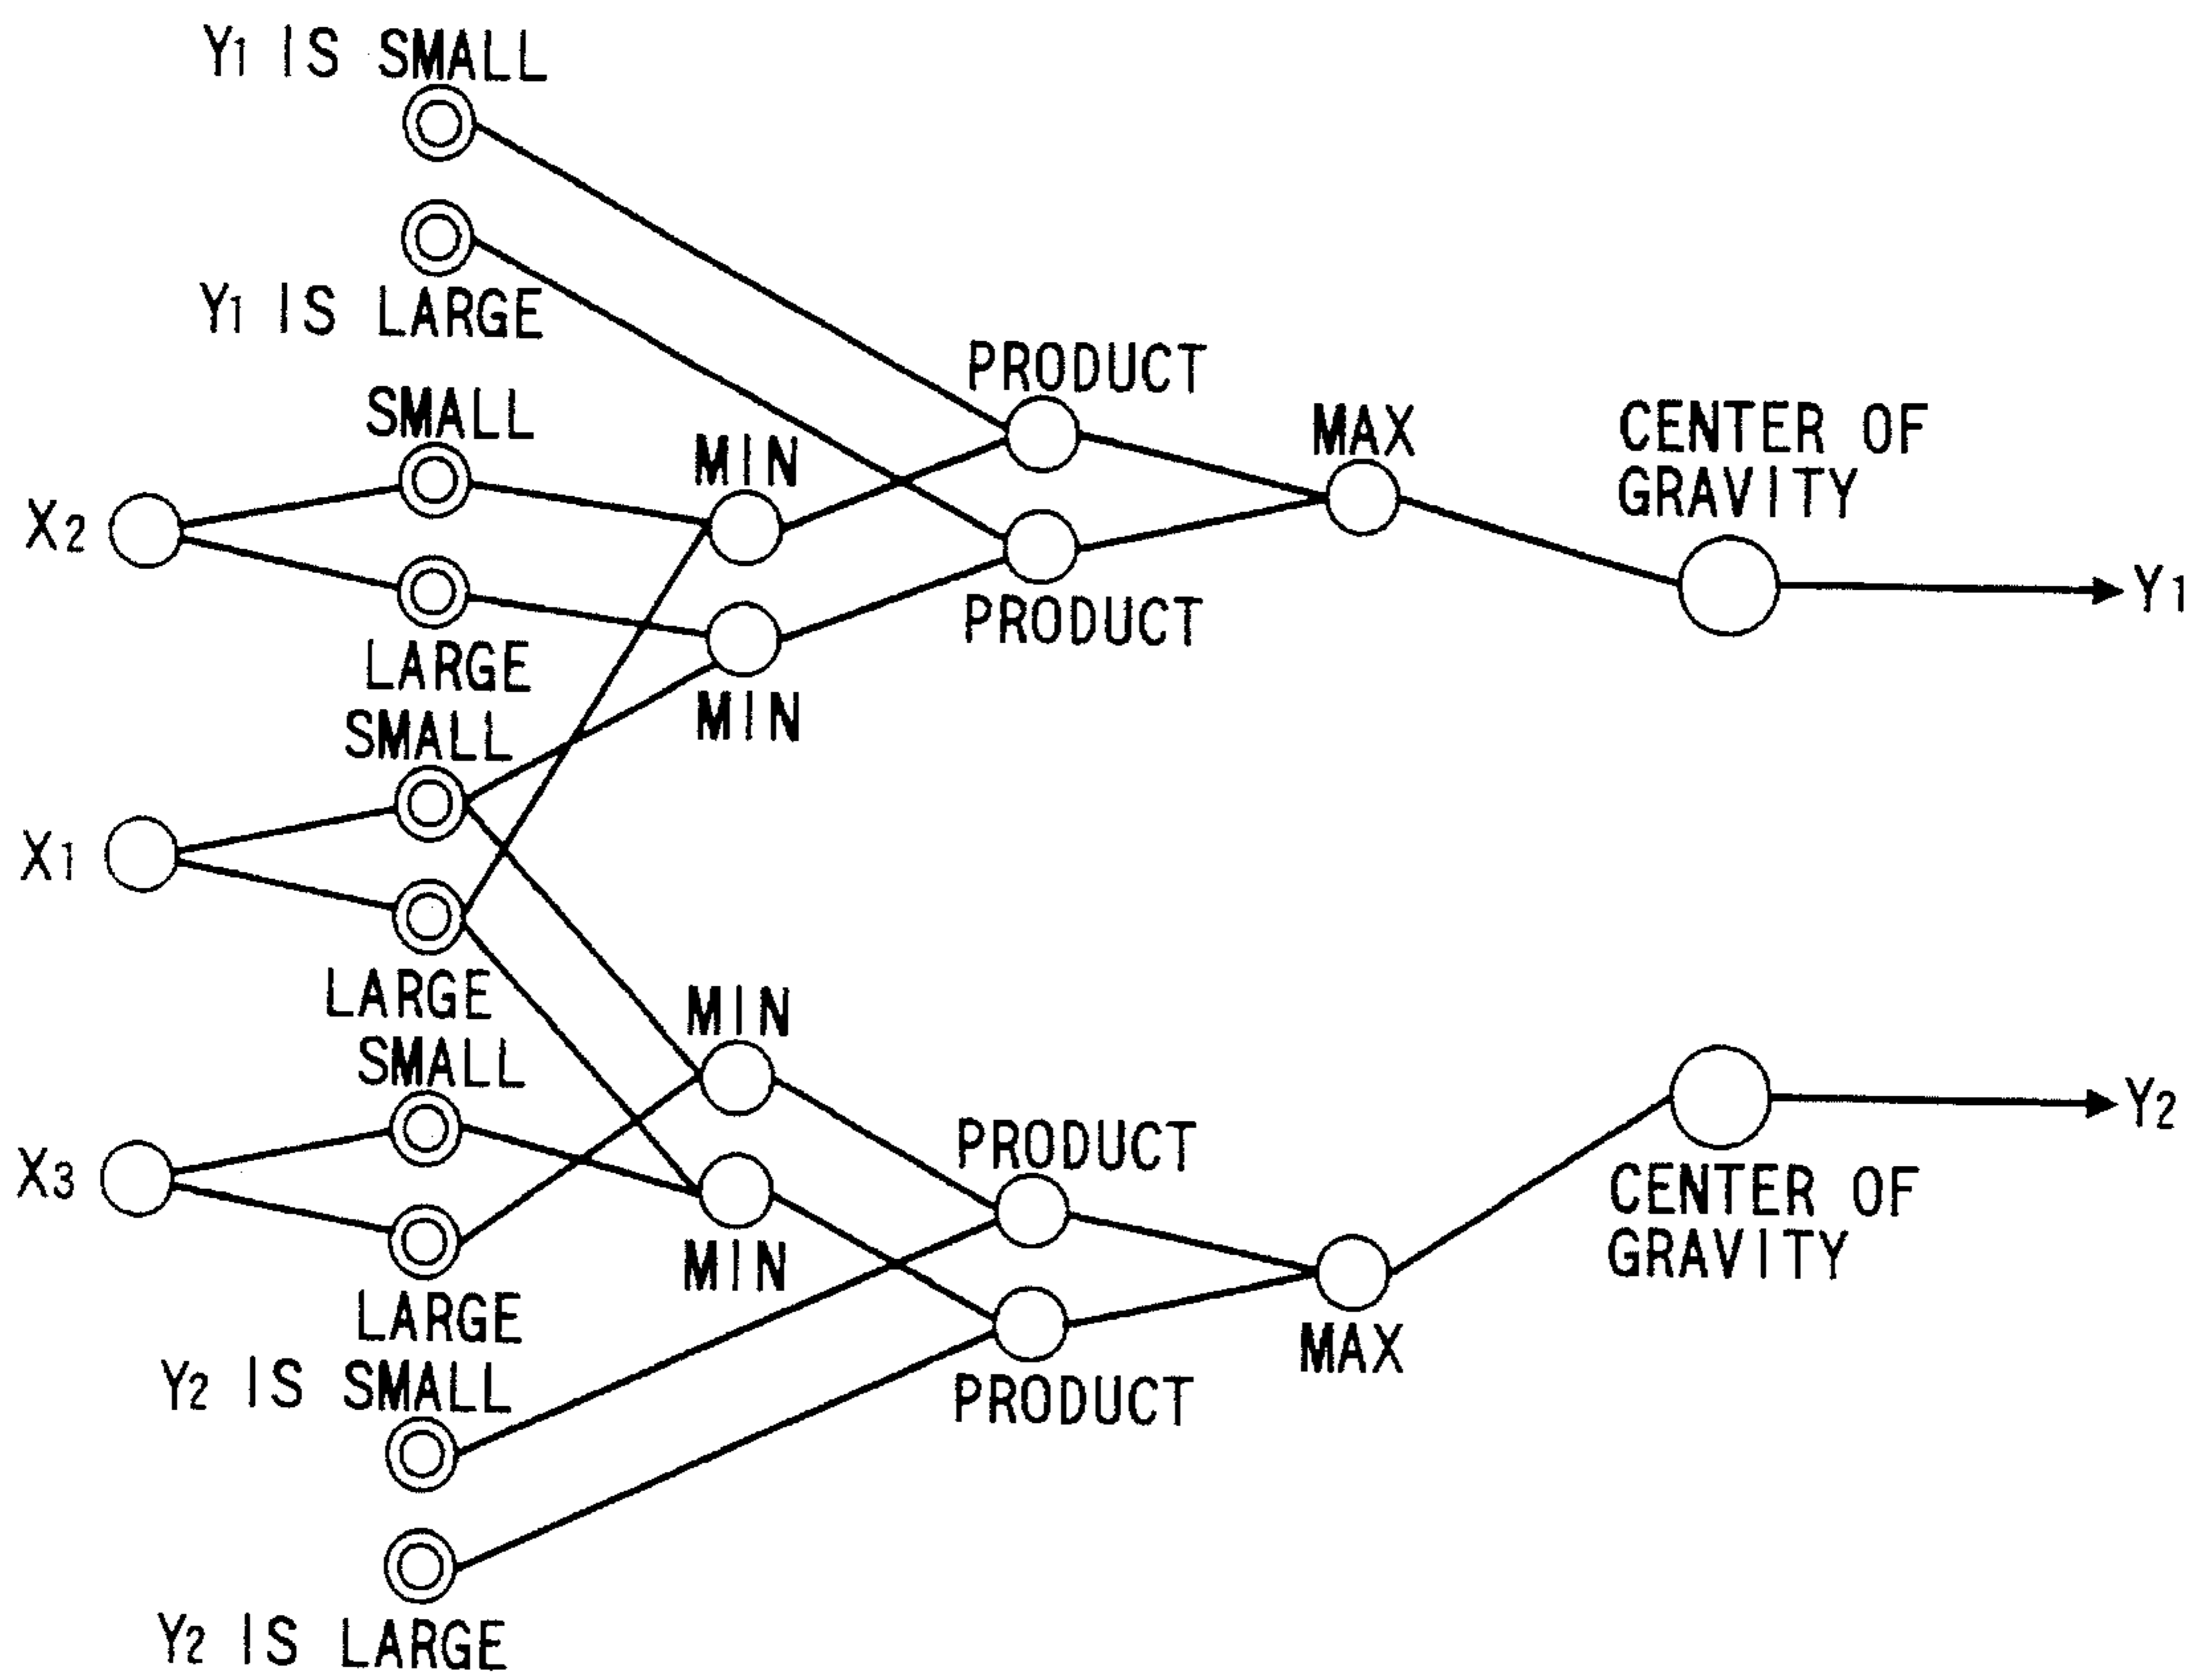 Y1 IS SMALL
Y1 IS LARGE
PRODUCT
SMALL
MIN
MAX
CENTER OF
GRAVITY
X2
Y1
PRODUCT
LARGE
MIN
SMALL
X1
LARGE
MIN
SMALL
Y2
PRODUCT
X3
CENTER OF
GRAVITY
MIN
LARGE
MAX
Y2 IS SMALL
PRODUCT
Y2 IS LARGE